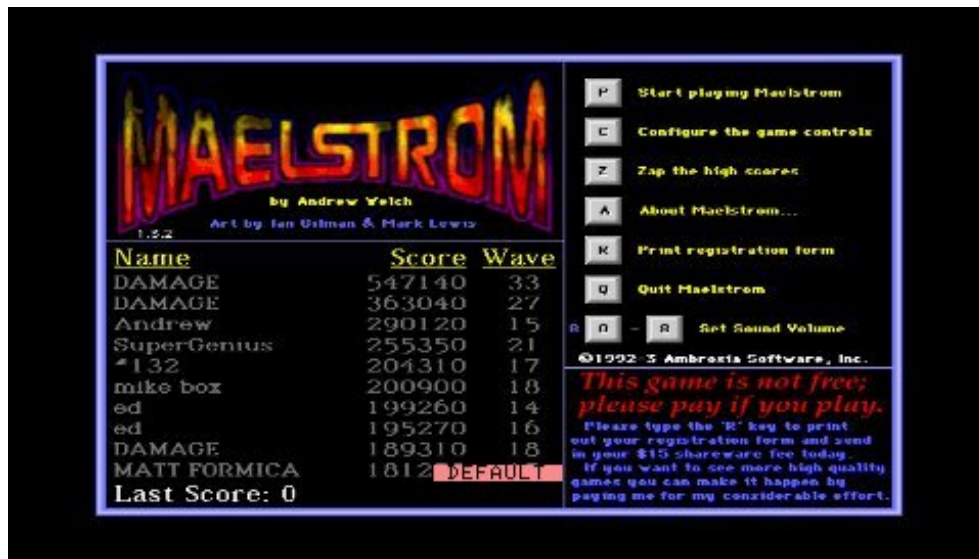 MAELSTROM
by Andrew Welch
Art by Ian Gilman & Mark Lewis
1.3.2
Name Score Wave
DAMAGE 547140 33
DAMAGE 363040 27
Andrew 290120 15
SuperGenius 255350 21
132 204310 17
mike box 200900 18
ed 199260 14
ed 195270 16
DAMAGE 189310 18
MATT FORMICA 1812
DEFAULT
Last Score: 0
P Start playing Maelstrom
C Configure the game controls
Z Zap the high scores
A About Maelstrom...
R Print registration form
Q Quit Maelstrom
8 0 - 8 Set Sound Volume
©1992-3 Ambrosia Software, Inc.
This game is not free;
please pay if you play.
Please type the 'R' key to print
out your registration form and send
in your $15 shareware fee today.
If you want to see more high quality
games you can make it happen by
paying me for my considerable effort.